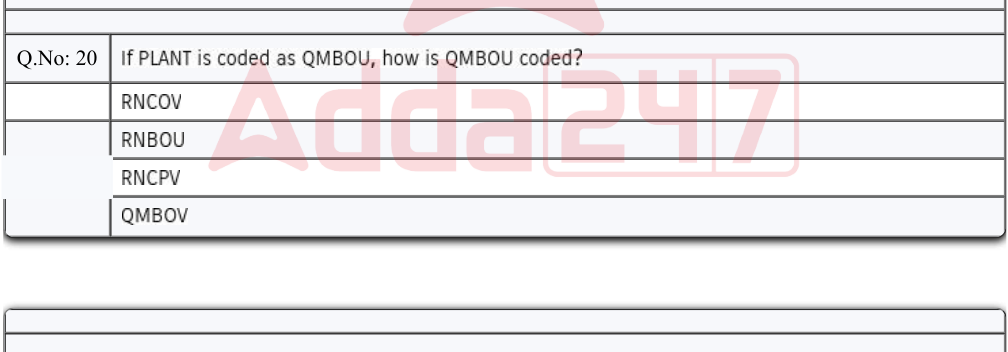 Q.No: 20 If PLANT is coded as QMBOU, how is QMBOU coded?
RNCOV
RNBOU
RNCPV
QMBOV
Adda247